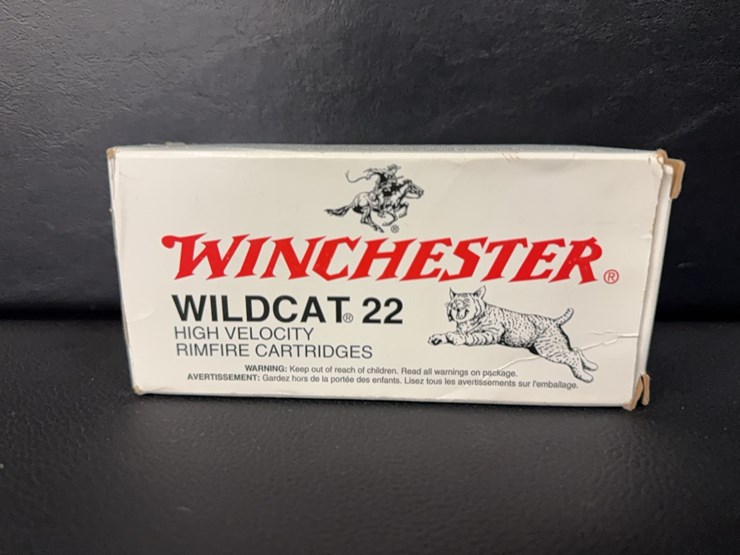 WINCHESTER®
WILDCAT® 22
HIGH VELOCITY
RIMFIRE CARTRIDGES
WARNING: Keep out of reach of children. Read all warnings on package.
AVERTISSEMENT: Gardez hors de la portée des enfants. Lisez tous les avertissements sur l'emballage.